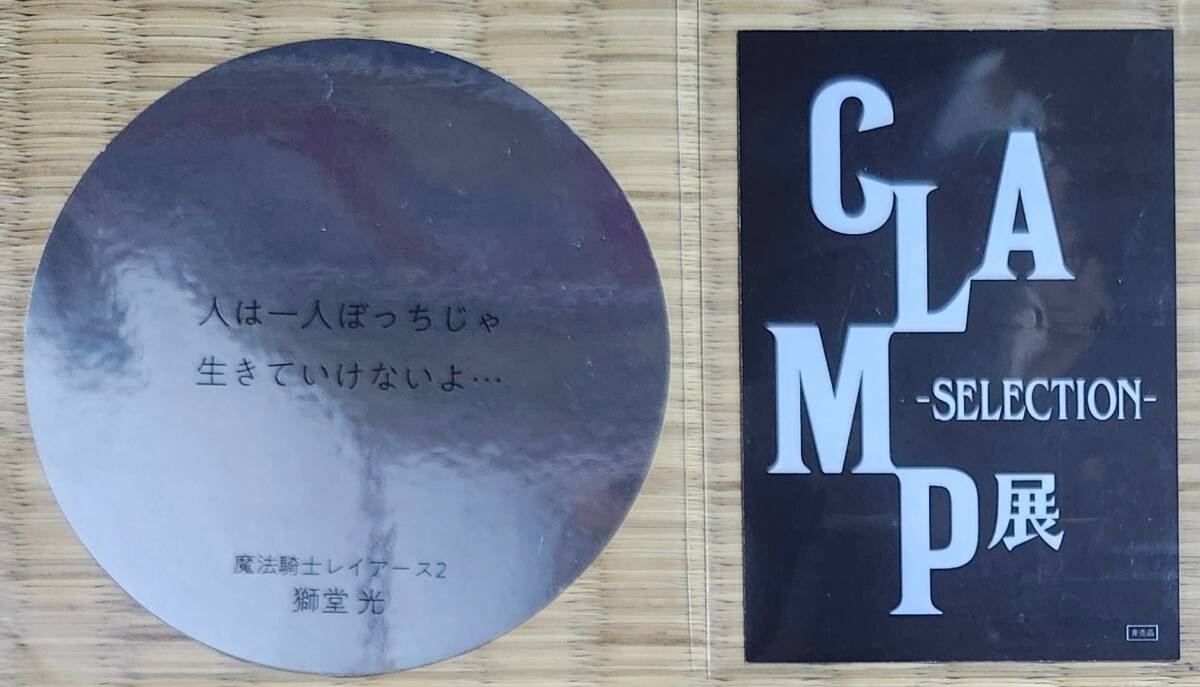 人は一人ぼっちじゃ
生きていけないよ…
魔法騎士レイアース2
獅堂 光
CLAMP
-SELECTION-
展
非売品